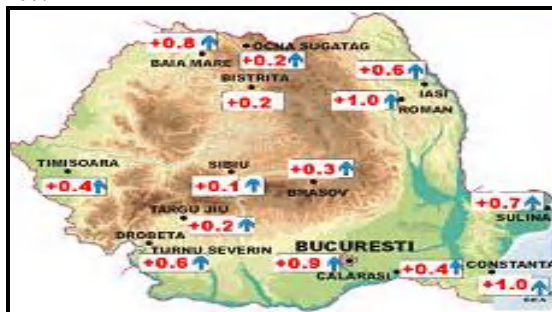 +0.8
OCNA SUGATAG
BAIA MARE
+0.2
BISTRITA
+0.2
+0.6
IASI
+1.0
ROMAN
TIMISOARA
+0.4
SIBIU
+0.1
+0.3
BRASOV
TARGU JIU
+0.2
+0.7
SULINA
DROBETA
TURNU SEVERIN
+0.6
BUCURESTI
+0.9
CALARASI
+0.4
CONSTANTA
+1.0